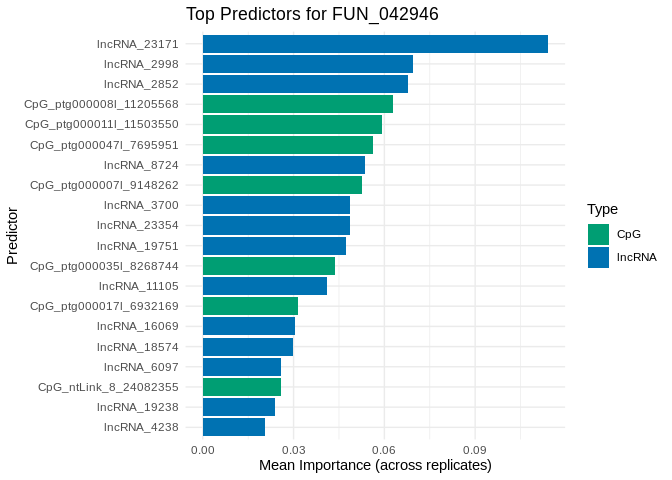 Top Predictors for FUN_042946
Predictor
lncRNA_23171
lncRNA_2998
lncRNA_2852
CpG_ptg000008l_11205568
CpG_ptg000011l_11503550
CpG_ptg000047l_7695951
lncRNA_8724
CpG_ptg000007l_9148262
lncRNA_3700
lncRNA_23354
lncRNA_19751
CpG_ptg000035l_8268744
lncRNA_11105
CpG_ptg000017l_6932169
lncRNA_16069
lncRNA_18574
lncRNA_6097
CpG_ntLink_8_24082355
lncRNA_19238
lncRNA_4238
0.00 0.03 0.06 0.09
Mean Importance (across replicates)
Type
CpG
lncRNA